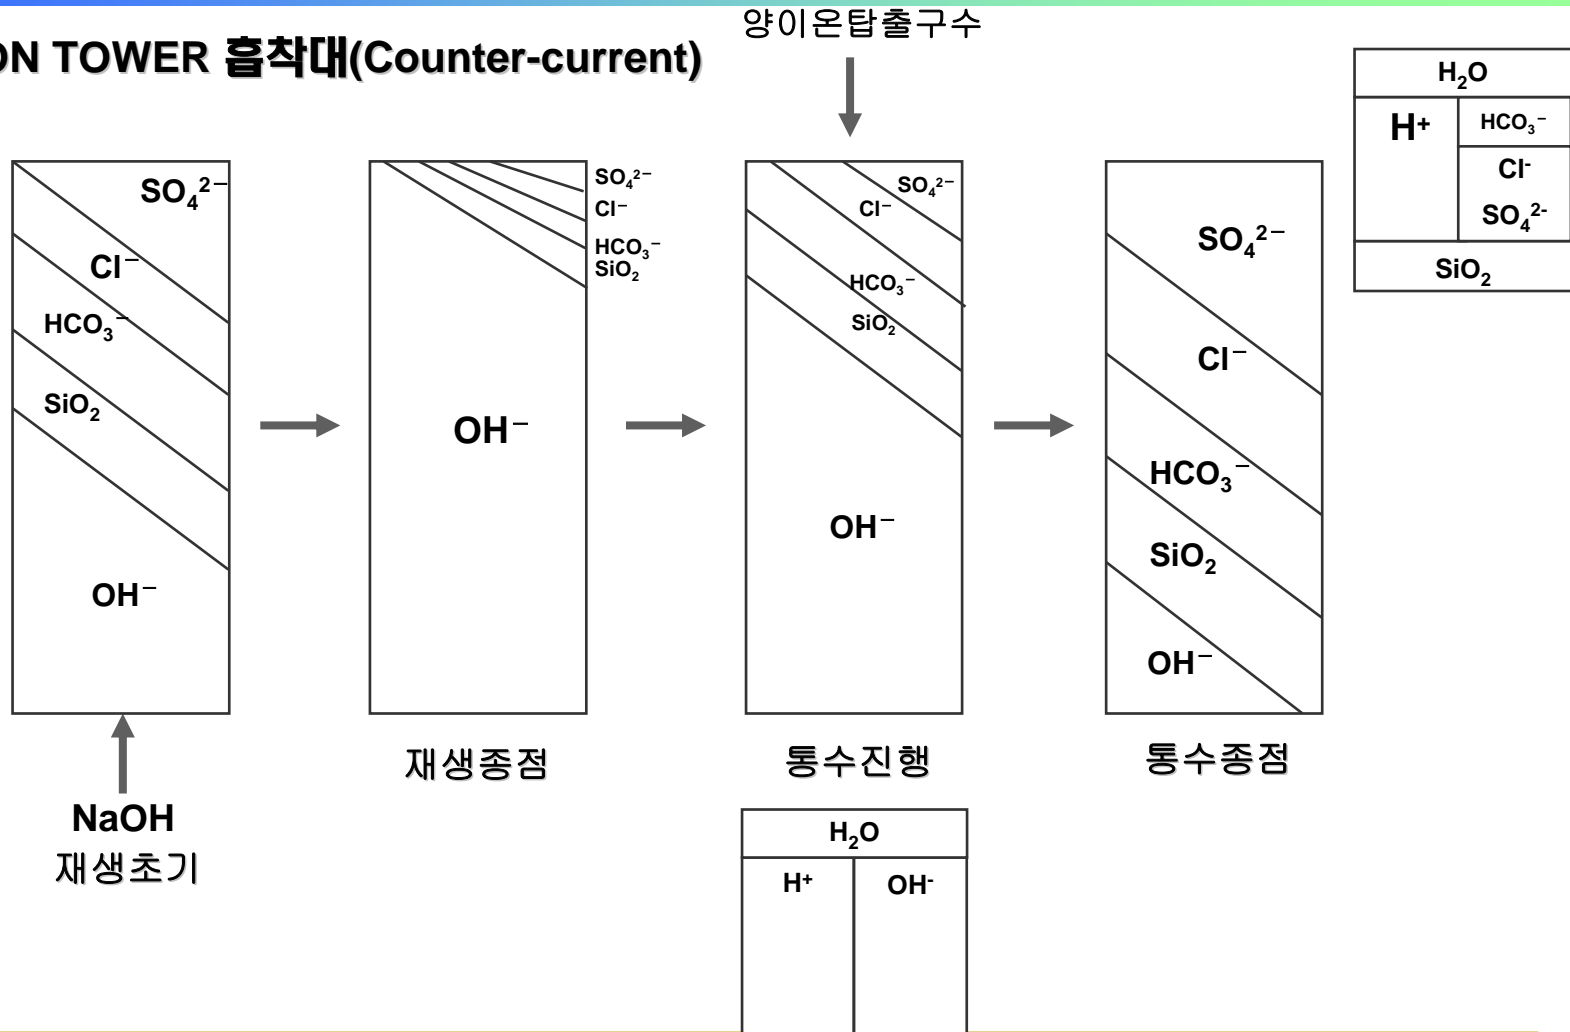 양이온탑출구수
ON TOWER 흡착대(Counter-current)
H₂O
H⁺
HCO₃⁻
Cl⁻
SO₄²⁻
SiO₂
SO₄²⁻
Cl⁻
HCO₃⁻
SiO₂
OH⁻
NaOH
재생초기
SO₄²⁻
Cl⁻
HCO₃⁻
SiO₂
OH⁻
재생종점
SO₄²⁻
Cl⁻
HCO₃⁻
SiO₂
OH⁻
통수진행
H₂O
H⁺
OH⁻
SO₄²⁻
Cl⁻
HCO₃⁻
SiO₂
OH⁻
통수종점